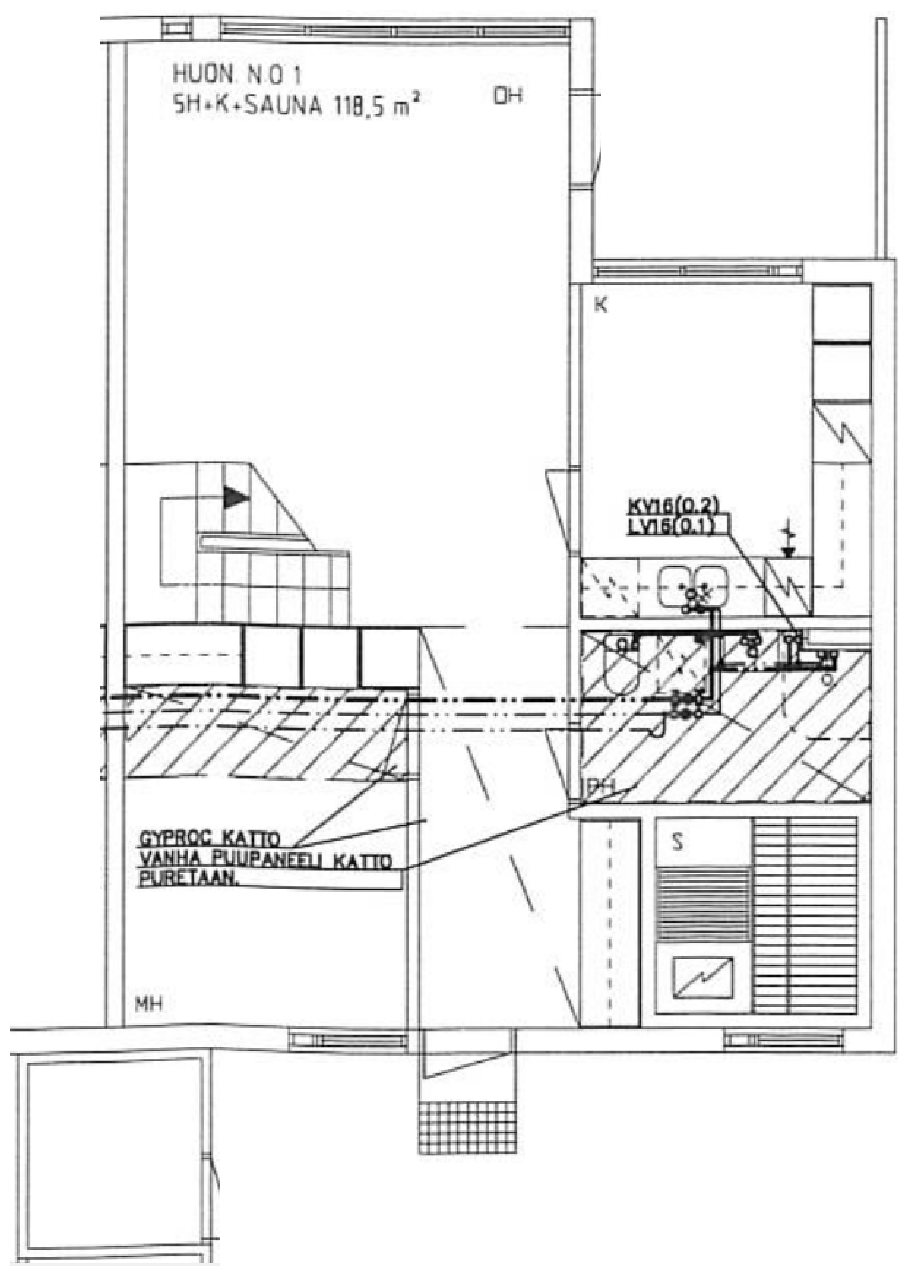 HUON. N:O 1
5H+K+SAUNA 118,5 m²
OH
K
KV16(0.2)
LV16(0.1)
PH
GYPROC KATTO
VANHA PUUPANEELI KATTO
PURETAAN.
S
MH